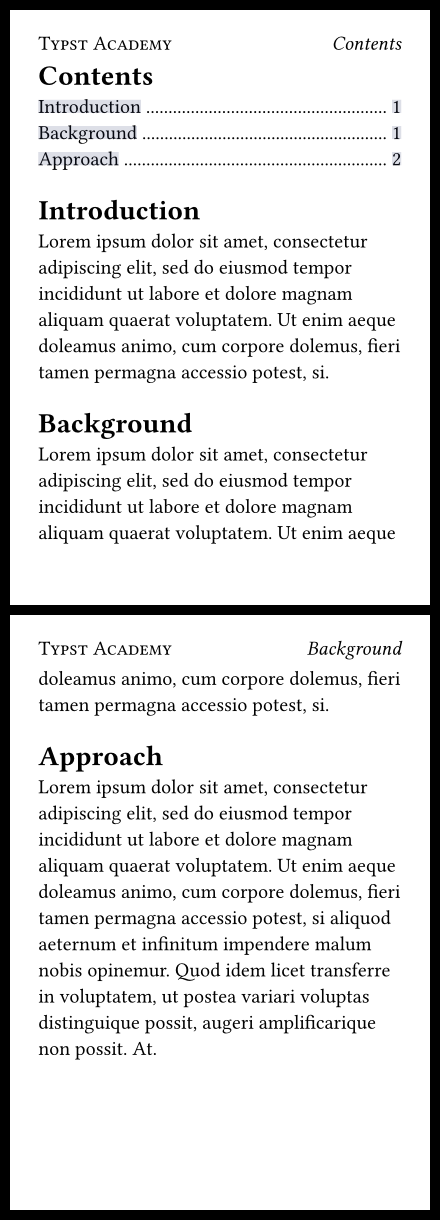 Typst Academy Contents
Contents
Introduction ................................................ 1
Background ................................................ 1
Approach .................................................... 2
Introduction
Lorem ipsum dolor sit amet, consectetur
adipiscing elit, sed do eiusmod tempor
incididunt ut labore et dolore magnam
aliquam quaerat voluptatem. Ut enim aeque
doleamus animo, cum corpore dolemus, fieri
tamen permagna accessio potest, si.
Background
Lorem ipsum dolor sit amet, consectetur
adipiscing elit, sed do eiusmod tempor
incididunt ut labore et dolore magnam
aliquam quaerat voluptatem. Ut enim aeque
Typst Academy Background
doleamus animo, cum corpore dolemus, fieri
tamen permagna accessio potest, si.
Approach
Lorem ipsum dolor sit amet, consectetur
adipiscing elit, sed do eiusmod tempor
incididunt ut labore et dolore magnam
aliquam quaerat voluptatem. Ut enim aeque
doleamus animo, cum corpore dolemus, fieri
tamen permagna accessio potest, si aliquod
aeternum et infinitum impendere malum
nobis opinemur. Quod idem licet transferre
in voluptatem, ut postea variari voluptas
distinguique possit, augeri amplificarique
non possit. At.